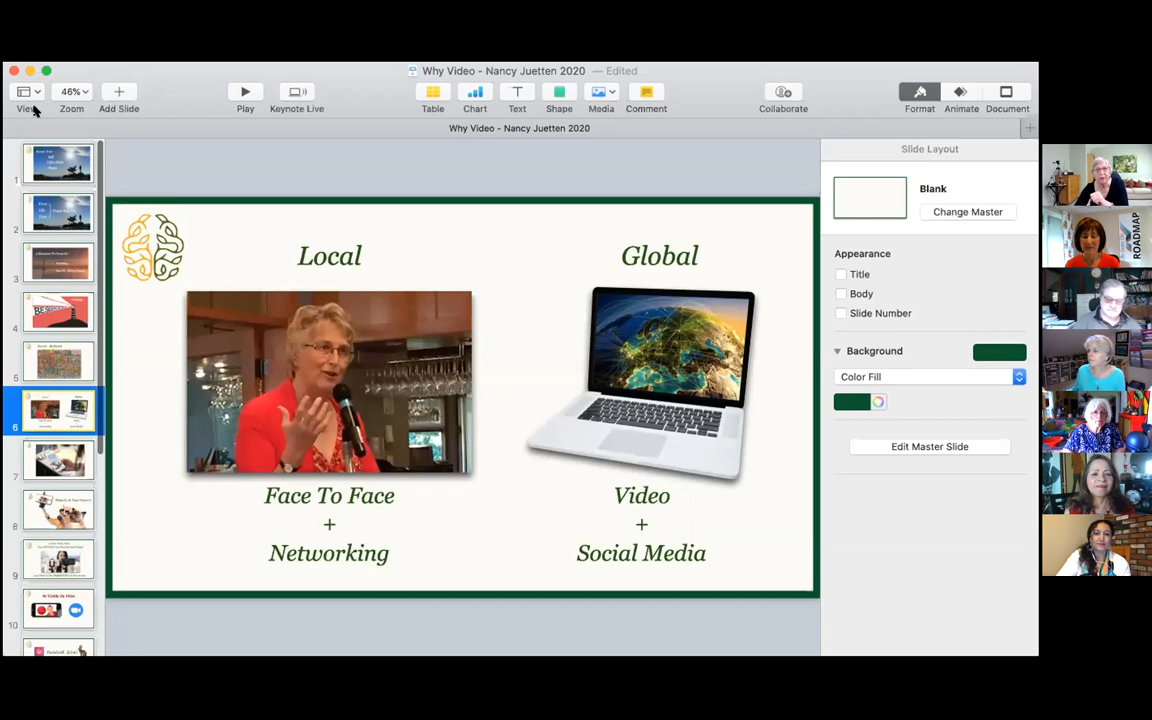 Why Video - Nancy Juetten 2020 — Edited
46%
View
Zoom
Add Slide
Play
Keynote Live
Table
Chart
Text
Shape
Media
Comment
Collaborate
Format
Animate
Document
Why Video - Nancy Juetten 2020
1
2
3
4
5
6
7
8
9
10
Local
Global
Face To Face
+
Networking
Video
+
Social Media
Slide Layout
Blank
Change Master
Appearance
Title
Body
Slide Number
Background
Color Fill
Edit Master Slide
ROADMAP